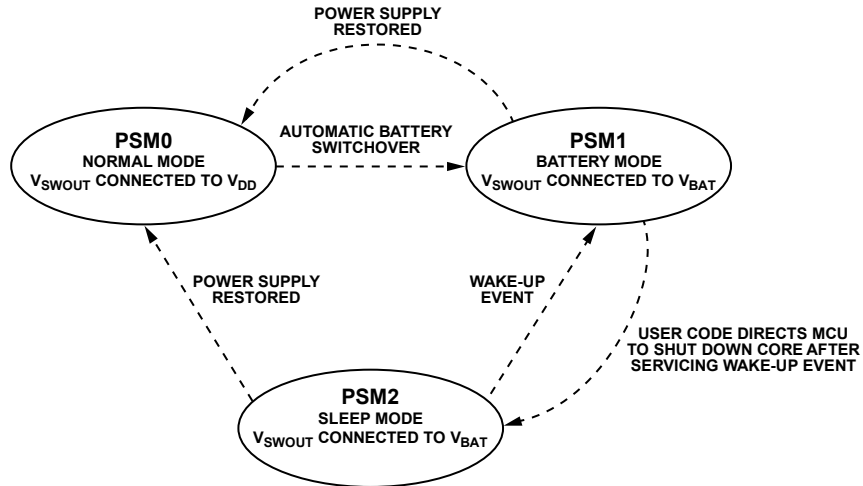 POWER SUPPLY
RESTORED
PSM0
NORMAL MODE
VSWOUT CONNECTED TO VDD
AUTOMATIC BATTERY
SWITCHOVER
PSM1
BATTERY MODE
VSWOUT CONNECTED TO VBAT
POWER SUPPLY
RESTORED
WAKE-UP
EVENT
USER CODE DIRECTS MCU
TO SHUT DOWN CORE AFTER
SERVICING WAKE-UP EVENT
PSM2
SLEEP MODE
VSWOUT CONNECTED TO VBAT